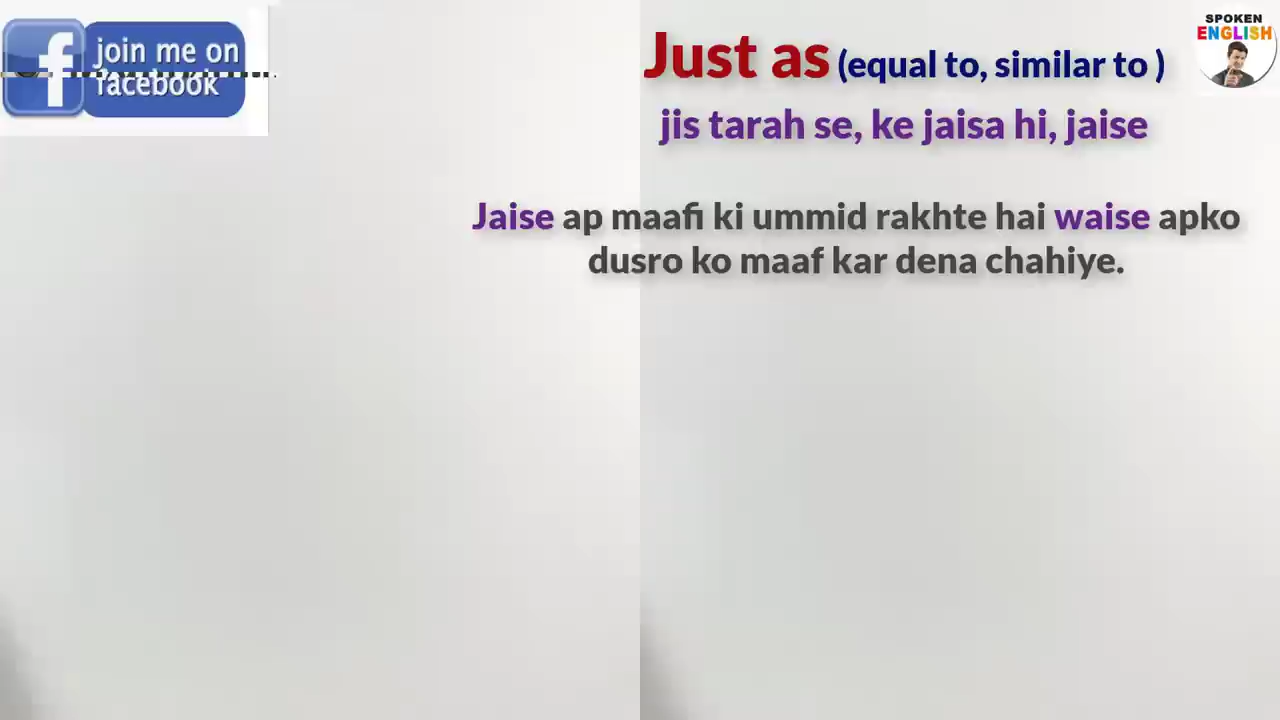 join me on
facebook
SPOKEN
ENGLISH
Just as (equal to, similar to )
jis tarah se, ke jaisa hi, jaise
Jaise ap maafi ki ummid rakhte hai waise apko
dusro ko maaf kar dena chahiye.